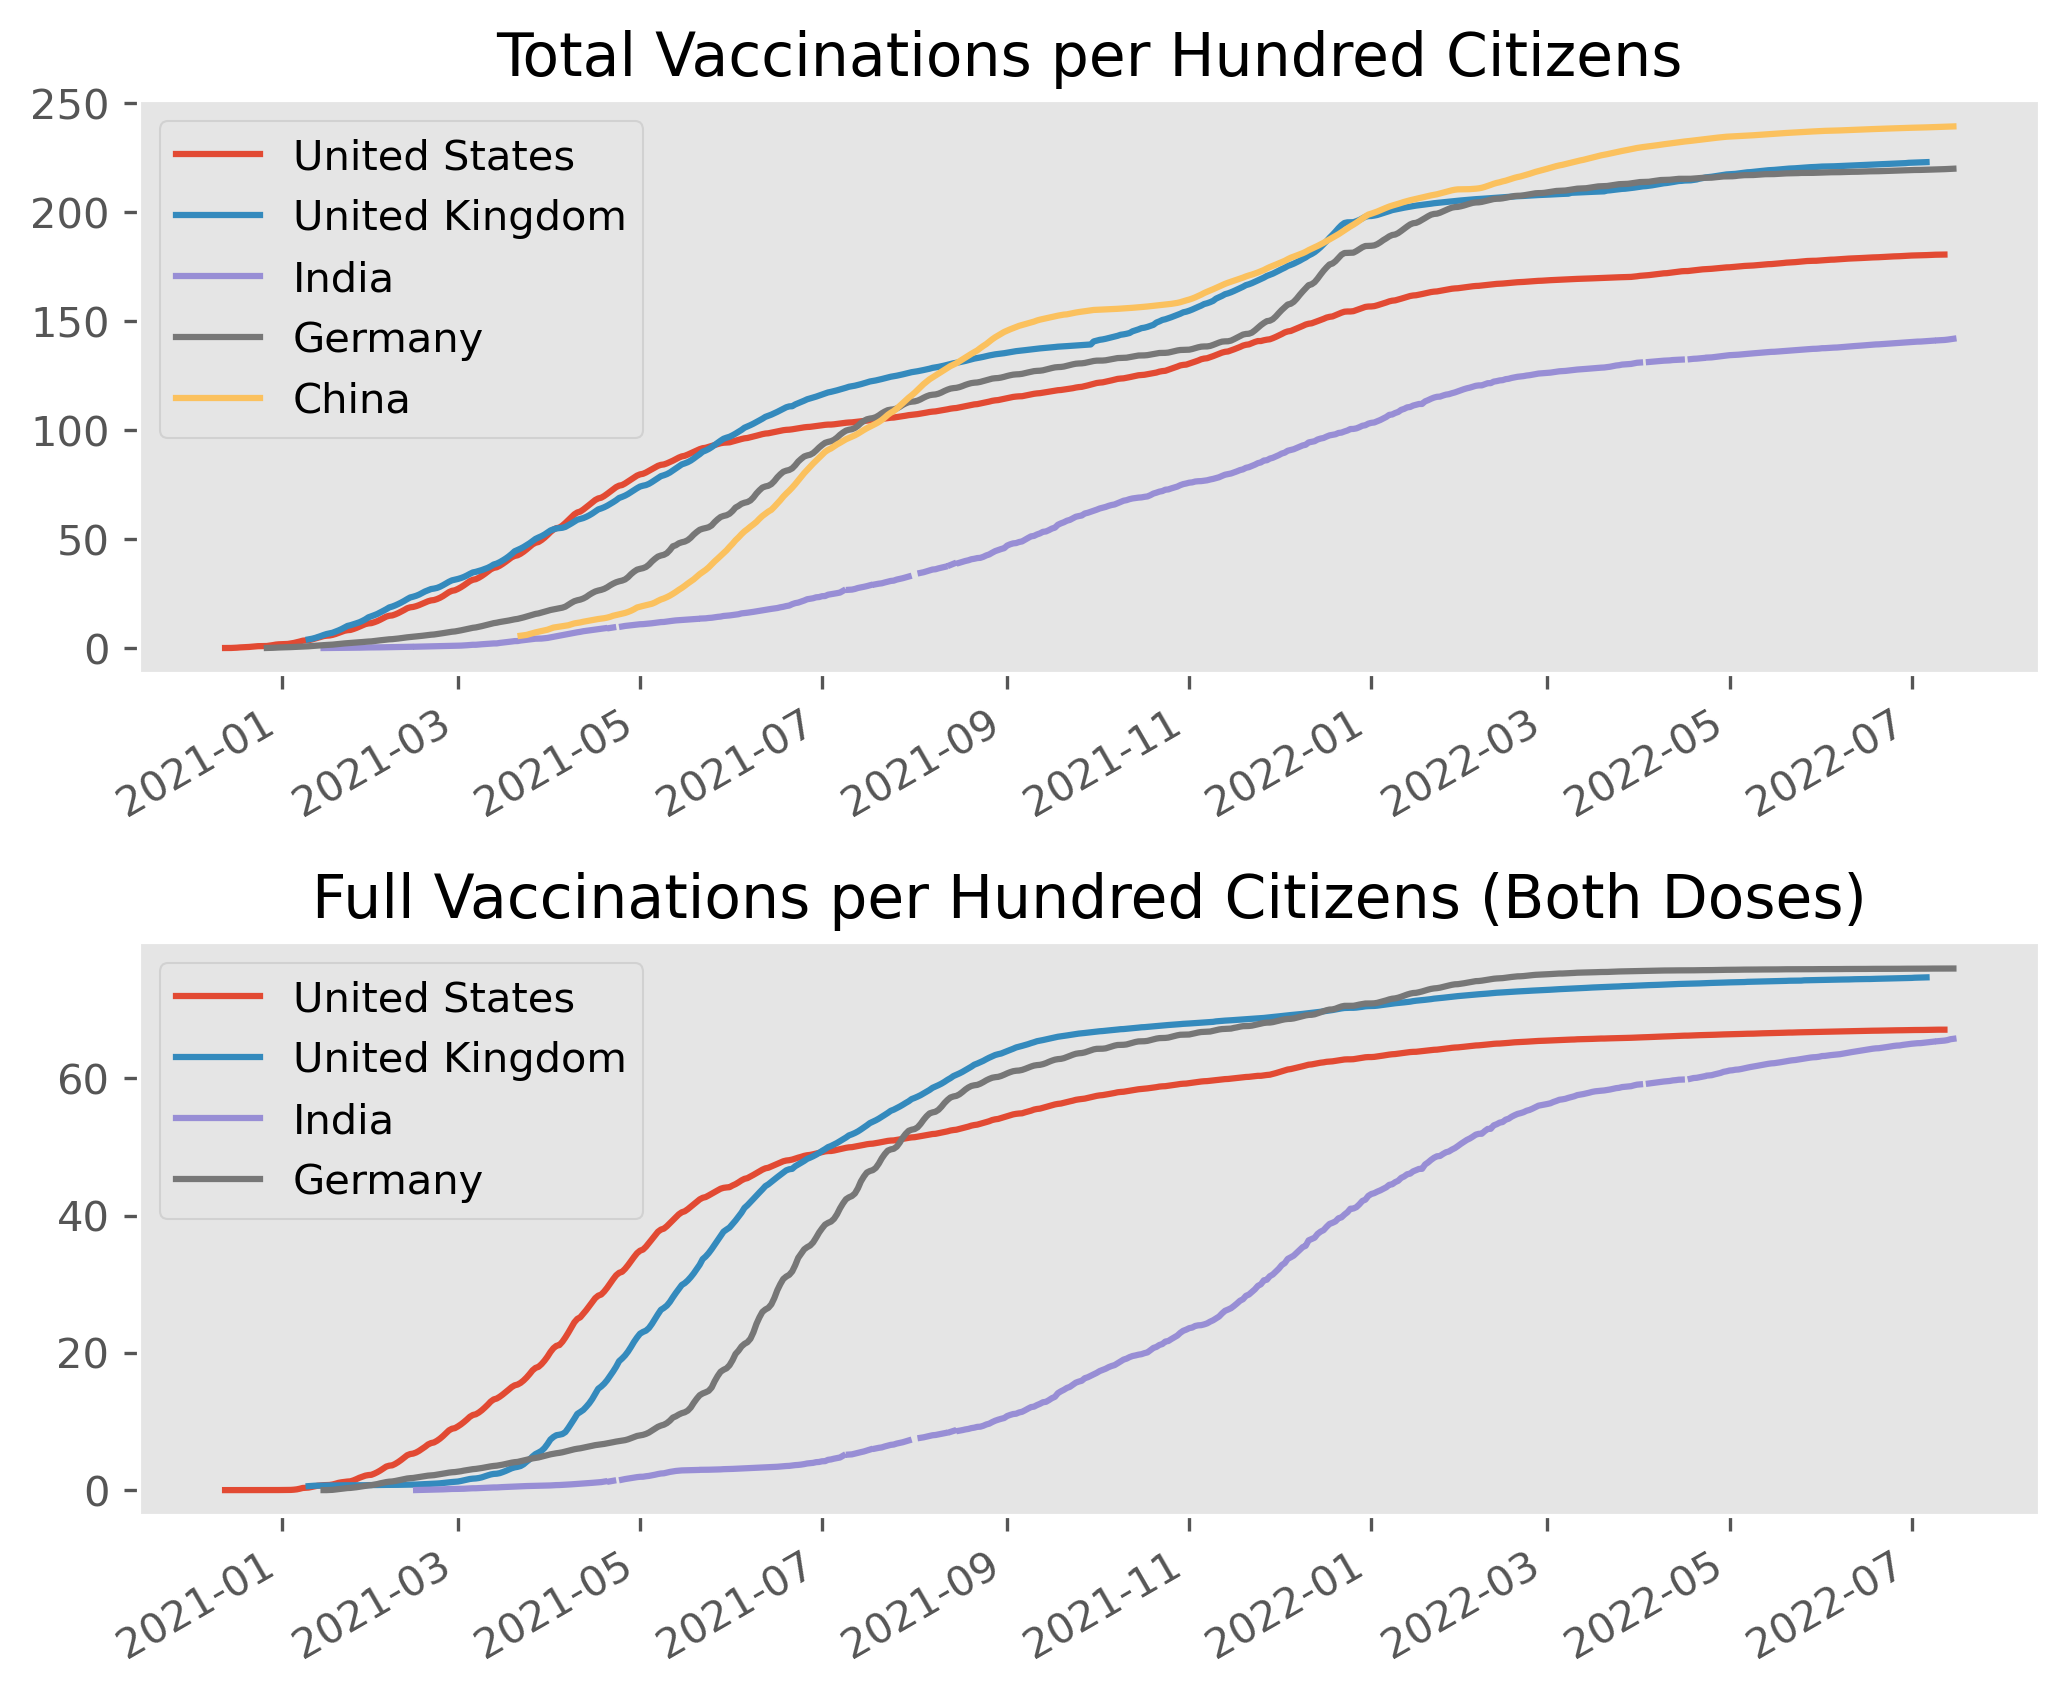 Total Vaccinations per Hundred Citizens
250
200
150
100
50
0
United States
United Kingdom
India
Germany
China
2021-01
2021-03
2021-05
2021-07
2021-09
2021-11
2022-01
2022-03
2022-05
2022-07
Full Vaccinations per Hundred Citizens (Both Doses)
60
40
20
0
United States
United Kingdom
India
Germany
2021-01
2021-03
2021-05
2021-07
2021-09
2021-11
2022-01
2022-03
2022-05
2022-07